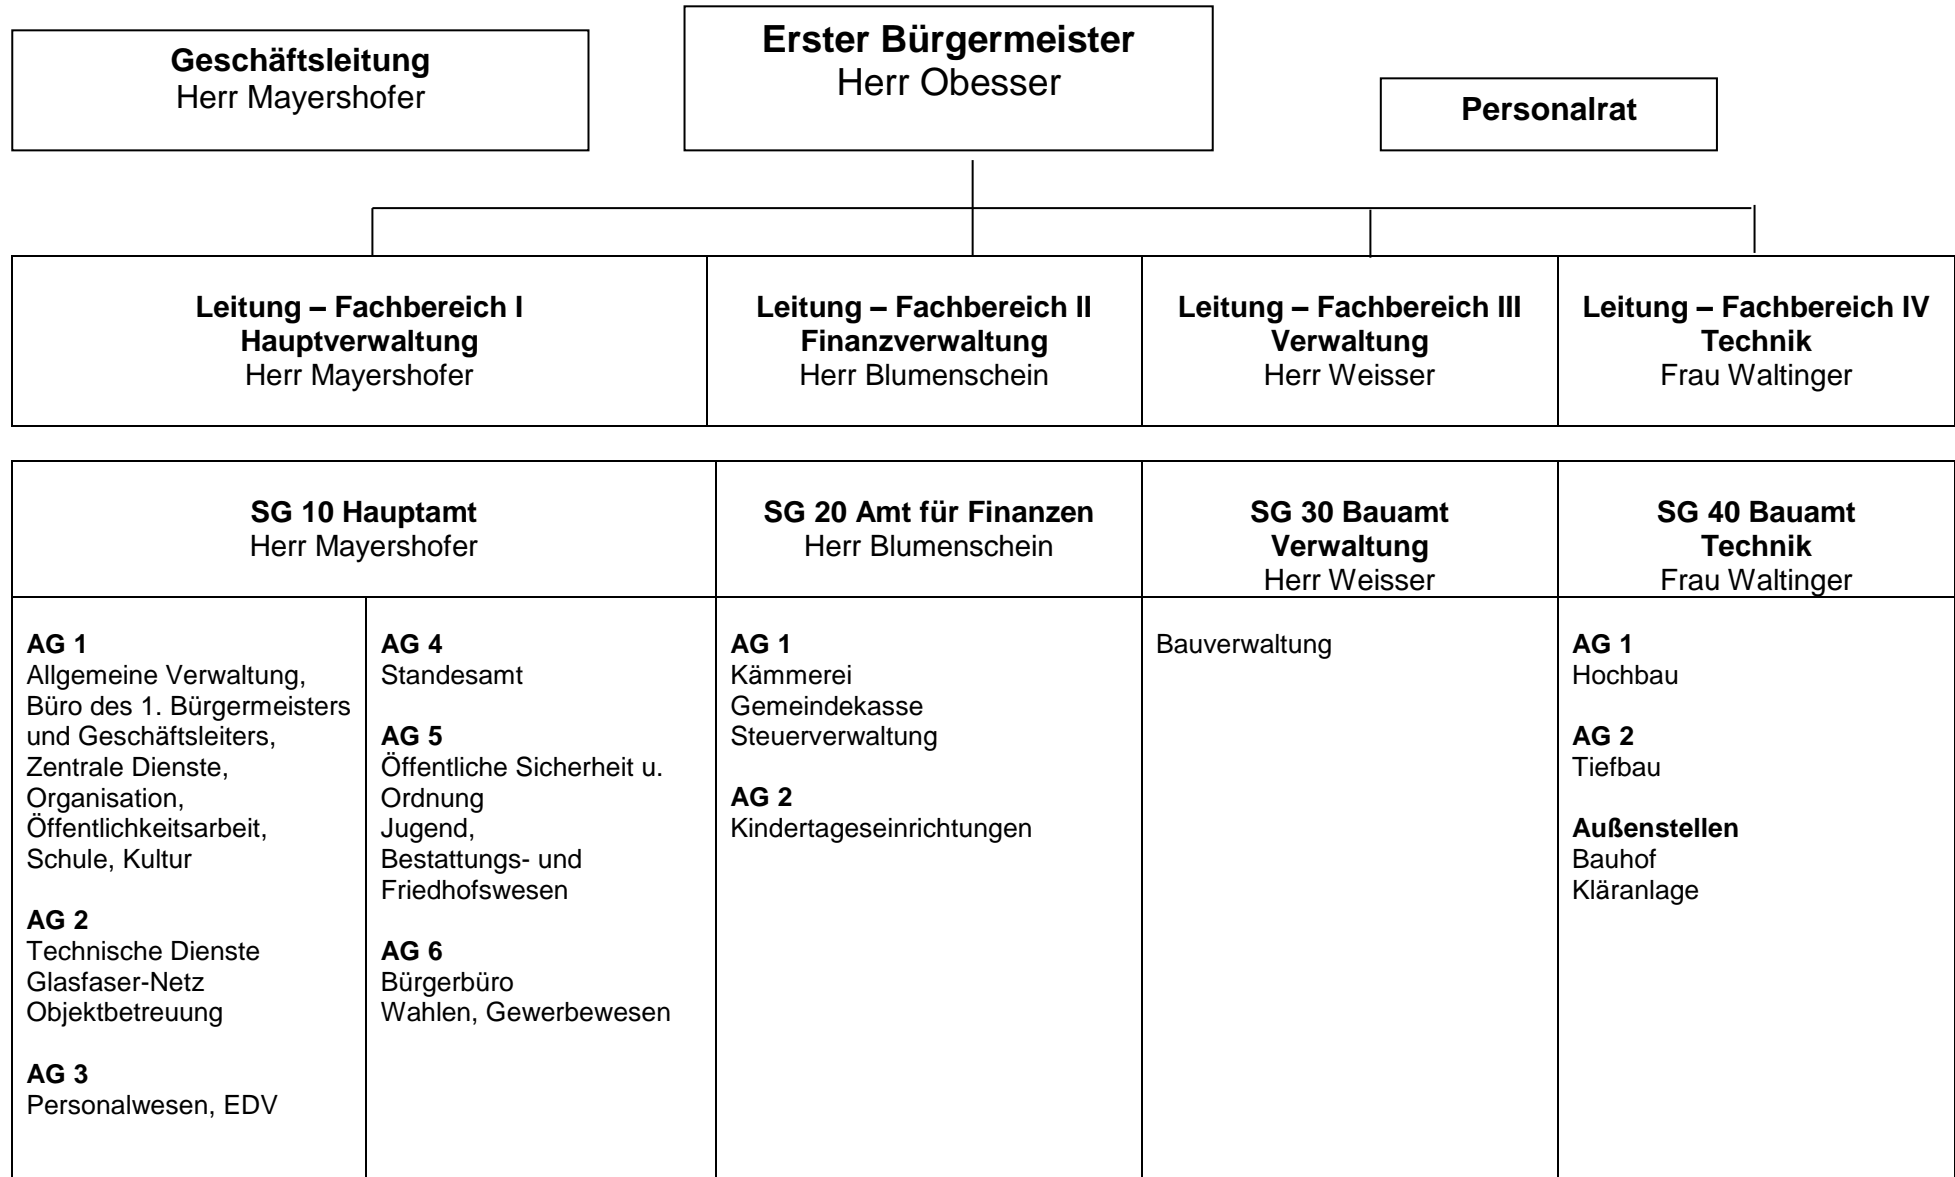 Geschäftsleitung
Herr Mayershofer
Erster Bürgermeister
Herr Obesser
Personalrat
Leitung – Fachbereich I
Hauptverwaltung
Herr Mayershofer
Leitung – Fachbereich II
Finanzverwaltung
Herr Blumenschein
Leitung – Fachbereich III
Verwaltung
Herr Weisser
Leitung – Fachbereich IV
Technik
Frau Waltinger
SG 10 Hauptamt
Herr Mayershofer
SG 20 Amt für Finanzen
Herr Blumenschein
SG 30 Bauamt
Verwaltung
Herr Weisser
SG 40 Bauamt
Technik
Frau Waltinger
AG 1
Allgemeine Verwaltung,
Büro des 1. Bürgermeisters
und Geschäftsleiters,
Zentrale Dienste,
Organisation,
Öffentlichkeitsarbeit,
Schule, Kultur
AG 2
Technische Dienste
Glasfaser-Netz
Objektbetreuung
AG 3
Personalwesen, EDV
AG 4
Standesamt
AG 5
Öffentliche Sicherheit u.
Ordnung
Jugend,
Bestattungs- und
Friedhofswesen
AG 6
Bürgerbüro
Wahlen, Gewerbewesen
AG 1
Kämmerei
Gemeindekasse
Steuerverwaltung
AG 2
Kindertageseinrichtungen
Bauverwaltung
AG 1
Hochbau
AG 2
Tiefbau
Außenstellen
Bauhof
Kläranlage